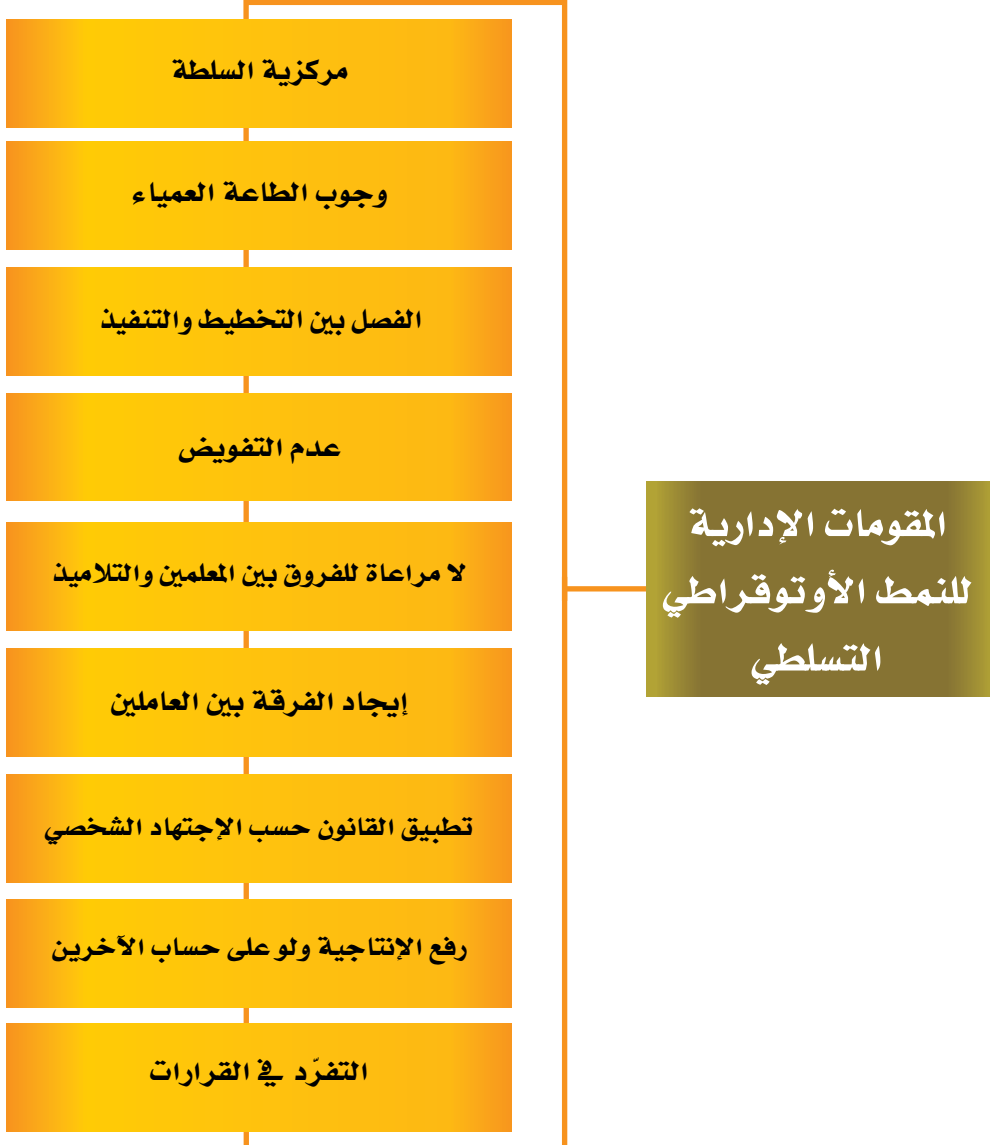 المقومات الإدارية
للنمط الأوتوقراطي
التسلطي
مركزية السلطة
وجوب الطاعة العمياء
الفصل بين التخطيط والتنفيذ
عدم التفويض
لا مراعاة للفروق بين المعلمين والتلاميذ
إيجاد الفرقة بين العاملين
تطبيق القانون حسب الإجتهاد الشخصي
رفع الإنتاجية ولو على حساب الآخرين
التفرّد في القرارات